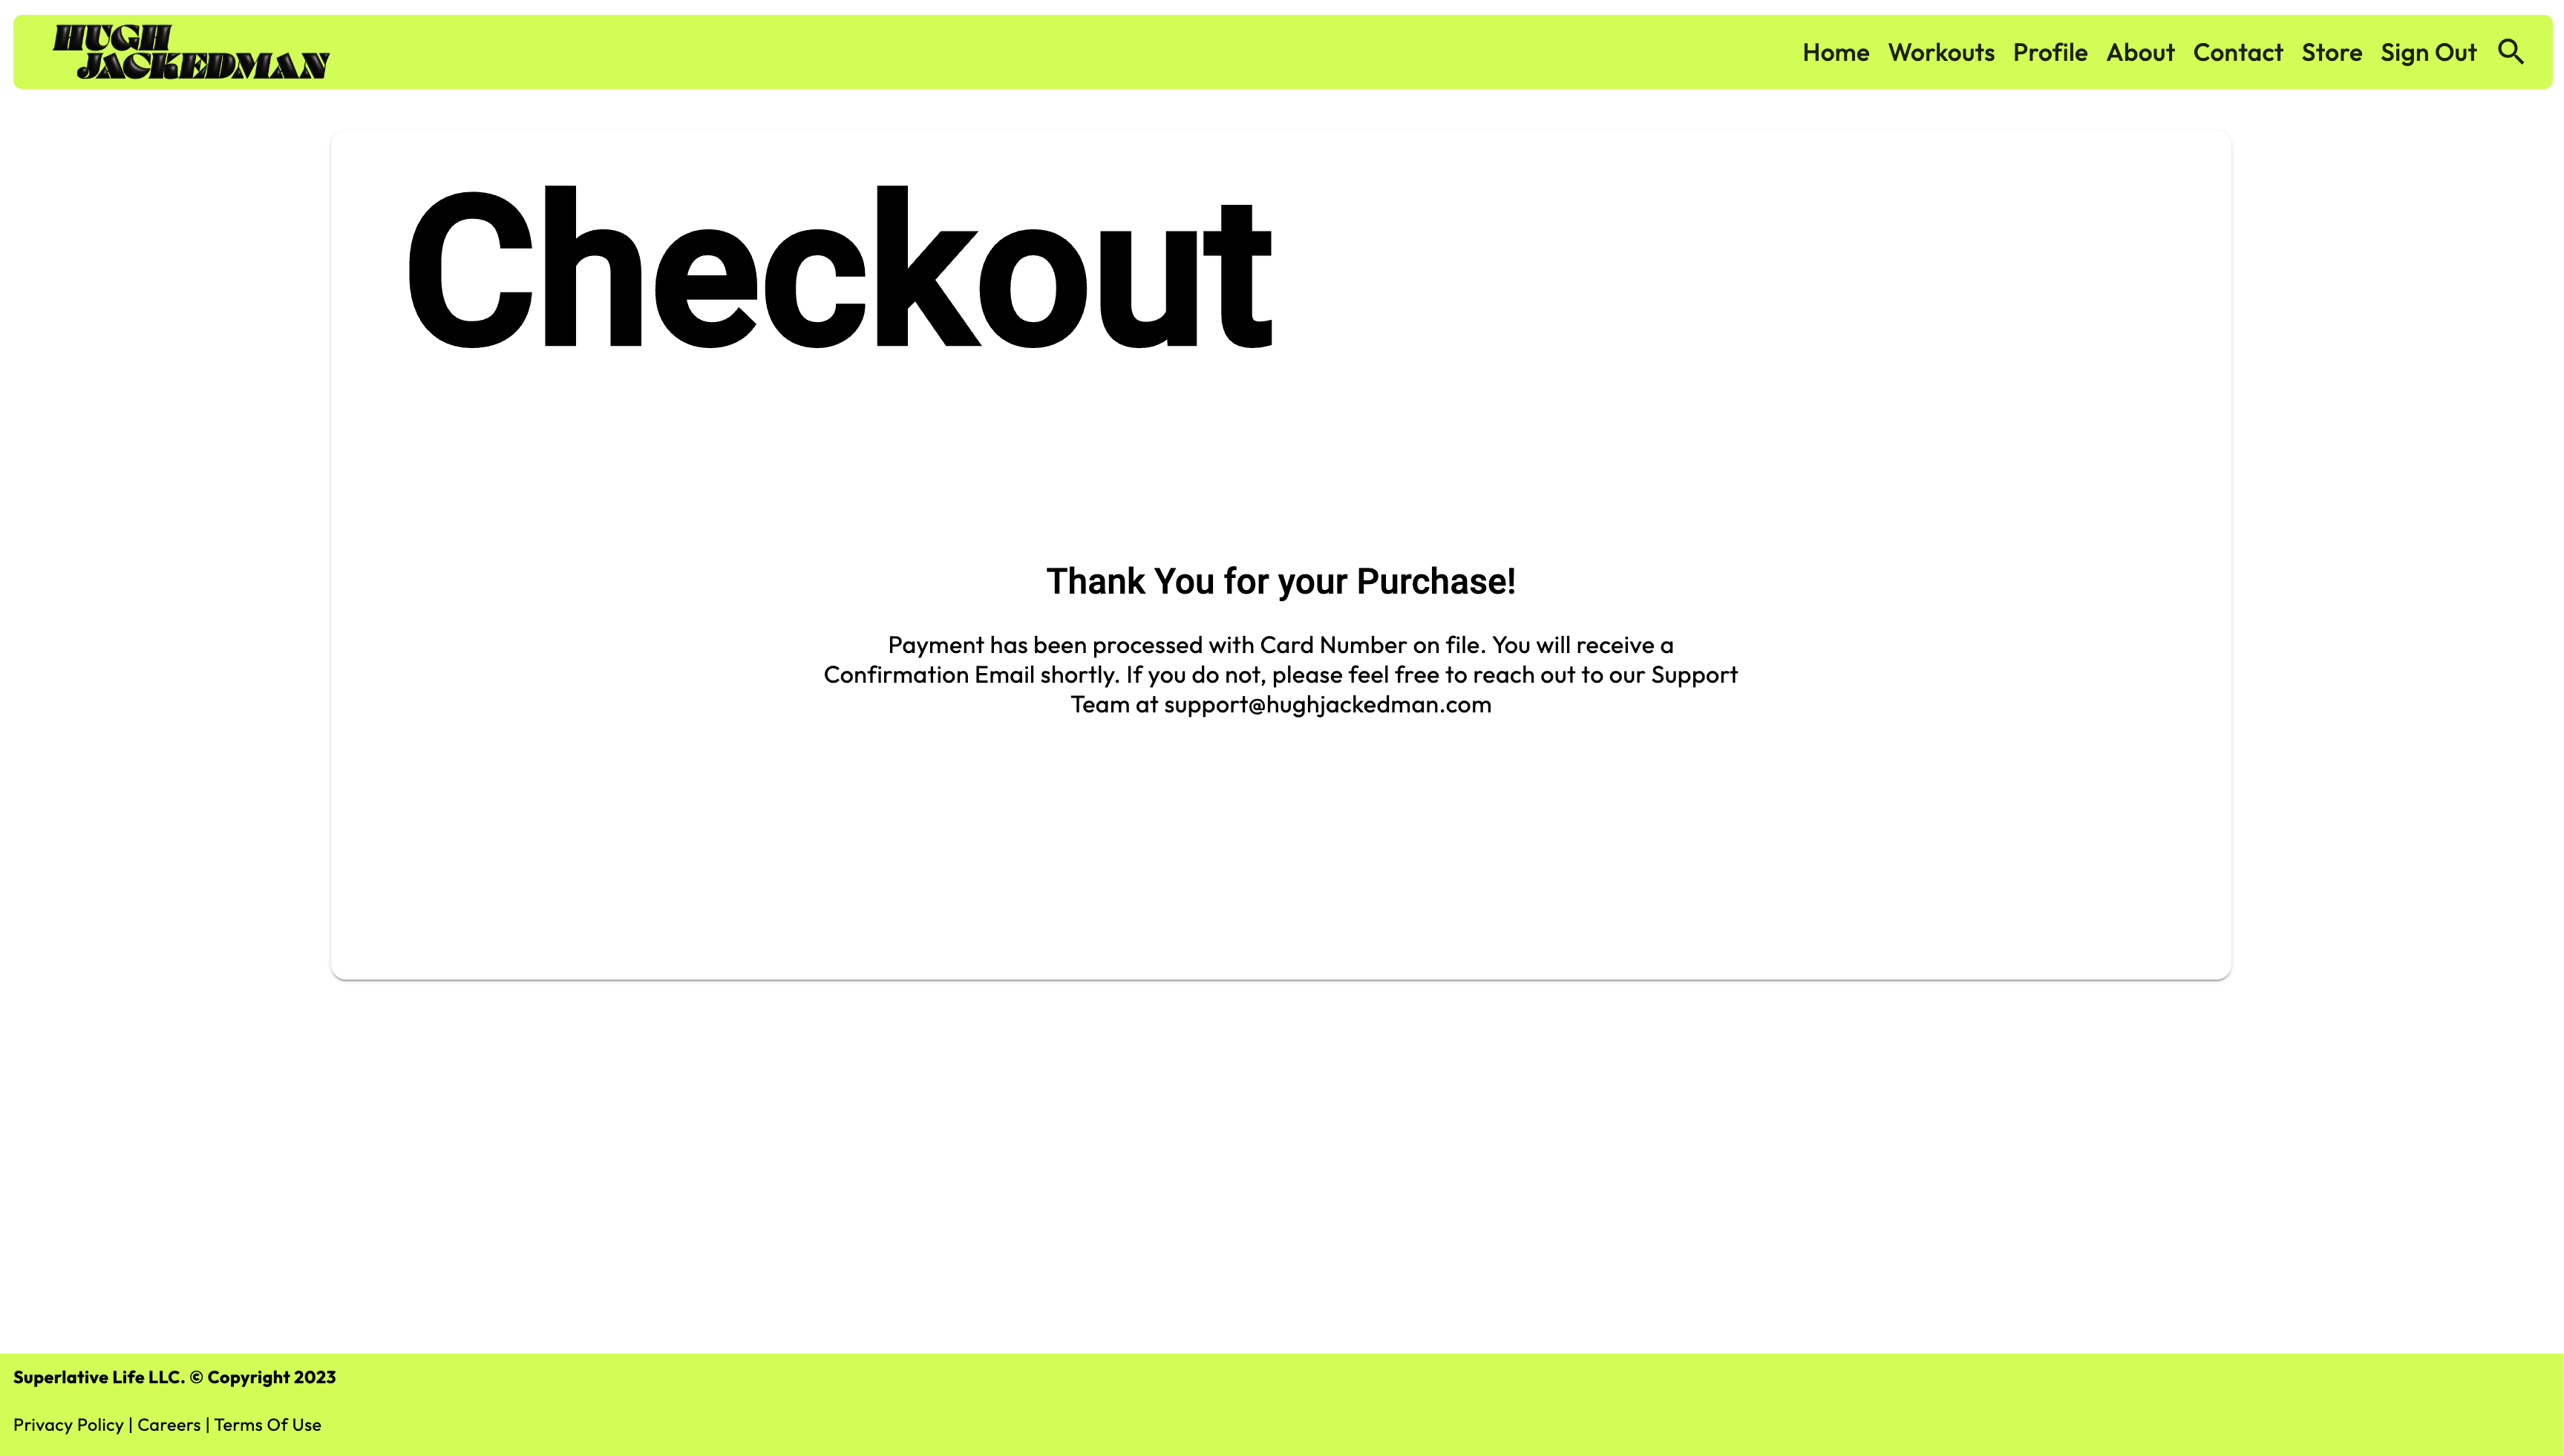 HUGH
JACKEDMAN
Home Workouts Profile About Contact Store Sign Out
Checkout
Thank You for your Purchase!
Payment has been processed with Card Number on file. You will receive a
Confirmation Email shortly. If you do not, please feel free to reach out to our Support
Team at support@hughjackedman.com
Superlative Life LLC. © Copyright 2023
Privacy Policy | Careers | Terms Of Use